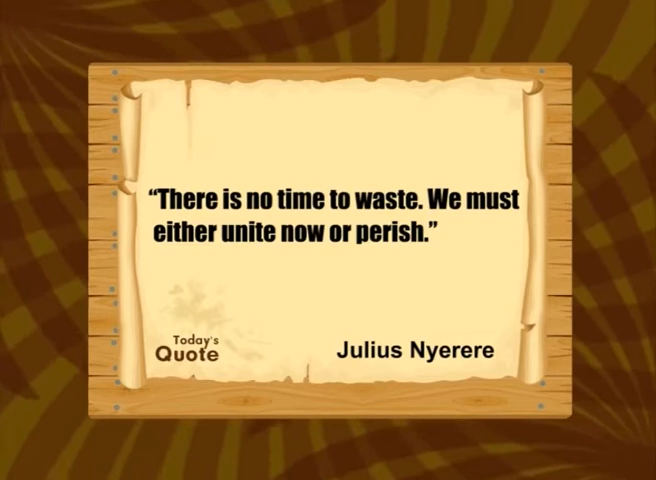 “There is no time to waste. We must
either unite now or perish.”
Today's
Quote
Julius Nyerere